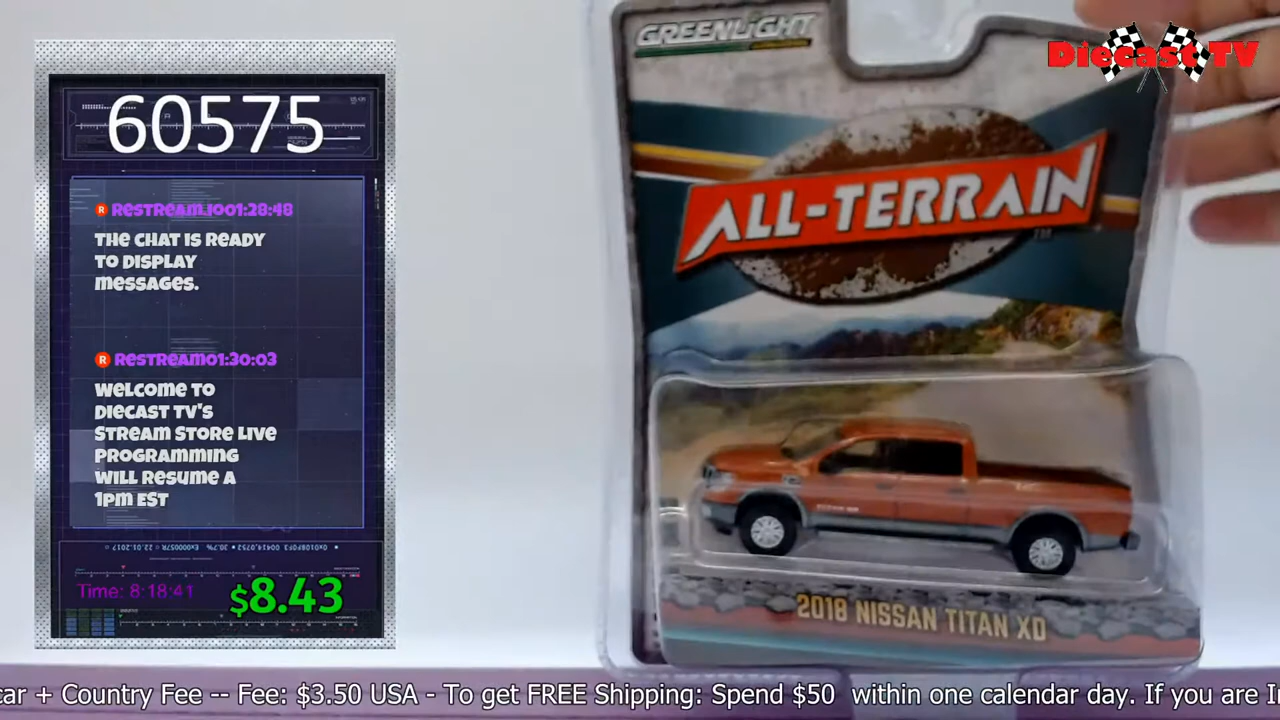 60575
Restream.io01:28:48
THE CHAT IS READY
TO DISPLAY
MESSAGES.
Restream01:30:03
WELCOME TO
DIECAST TV'S
STREAM STORE LIVE
PROGRAMMING
WILL RESUME A
1PM EST
Time: 8:18:41
$8.43
GREENLIGHT
Diecast TV
ALL-TERRAIN
2018 NISSAN TITAN XD
car + Country Fee -- Fee: $3.50 USA - To get FREE Shipping: Spend $50 within one calendar day. If you are I